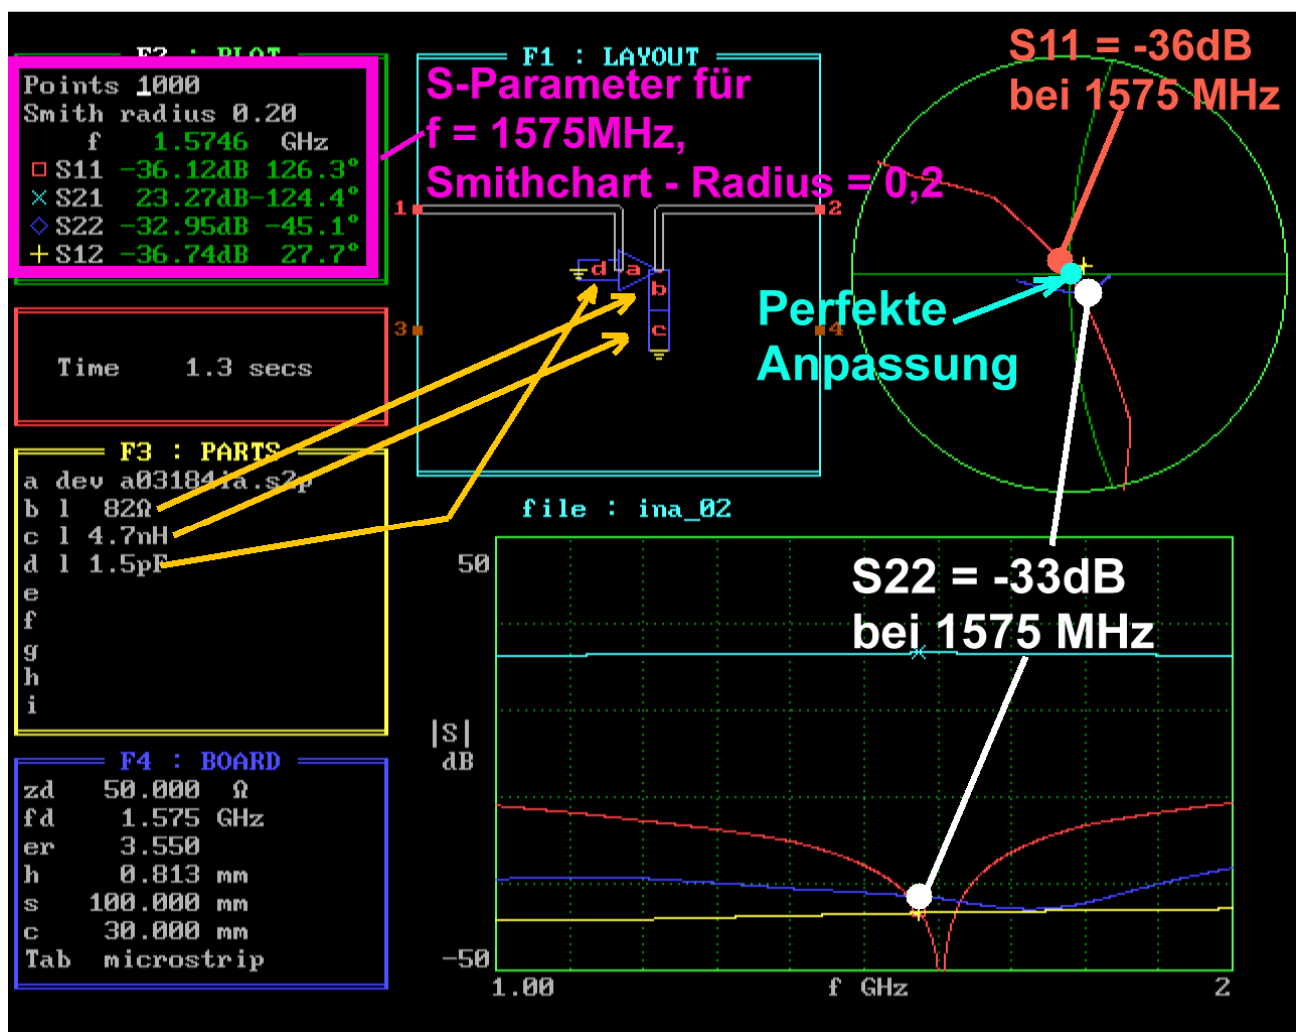 F2 : PLOT
Points 1000
Smith radius 0.20
f 1.5746 GHz
S11 -36.12dB 126.3°
S21 23.27dB-124.4°
S22 -32.95dB -45.1°
S12 -36.74dB 27.7°
Time 1.3 secs
F3 : PARTS
a dev a03184ia.s2p
b l 82Ω
c l 4.7nH
d l 1.5pF
e
f
g
h
i
F4 : BOARD
zd 50.000 Ω
fd 1.575 GHz
er 3.550
h 0.813 mm
s 100.000 mm
c 30.000 mm
Tab microstrip
F1 : LAYOUT
S-Parameter für
f = 1575MHz,
Smithchart - Radius = 0,2
1
2
d
a
b
c
3
4
file : ina_02
S11 = -36dB
bei 1575 MHz
Perfekte
Anpassung
S22 = -33dB
bei 1575 MHz
50
|S|
dB
-50
1.00
f GHz
2